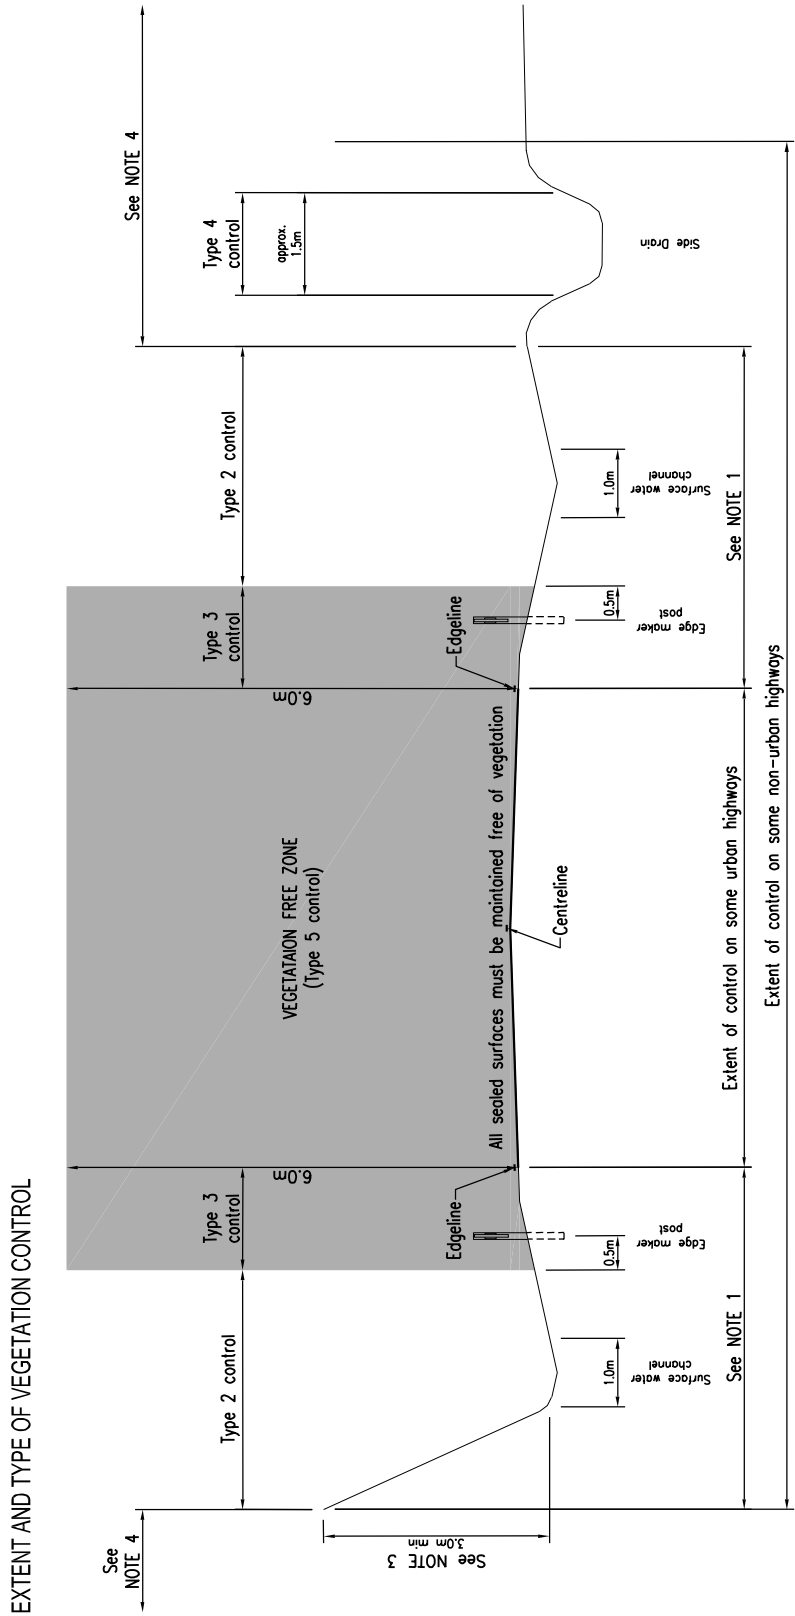 EXTENT AND TYPE OF VEGETATION CONTROL
See
NOTE 4
See NOTE 4
Type 2 control
Type 3
control
Type 3
control
Type 2 control
Type 4
control
approx.
1.5m
6.0m
6.0m
VEGETATAION FREE ZONE
(Type 5 control)
See NOTE 3
3.0m min
Edgeline
All sealed surfaces must be maintained free of vegetation
Edgeline
Centreline
1.0m
Surface water
channel
0.5m
Edge maker
post
0.5m
Edge maker
post
1.0m
Surface water
channel
Side Drain
See NOTE 1
Extent of control on some urban highways
See NOTE 1
Extent of control on some non-urban highways